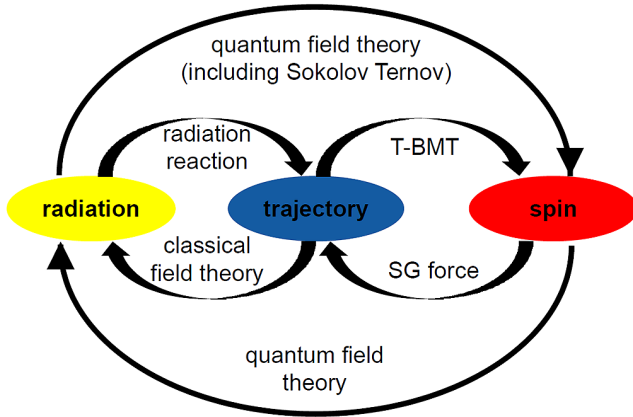 quantum field theory
(including Sokolov Ternov)
radiation
reaction
T-BMT
radiation
trajectory
spin
classical
field theory
SG force
quantum field
theory